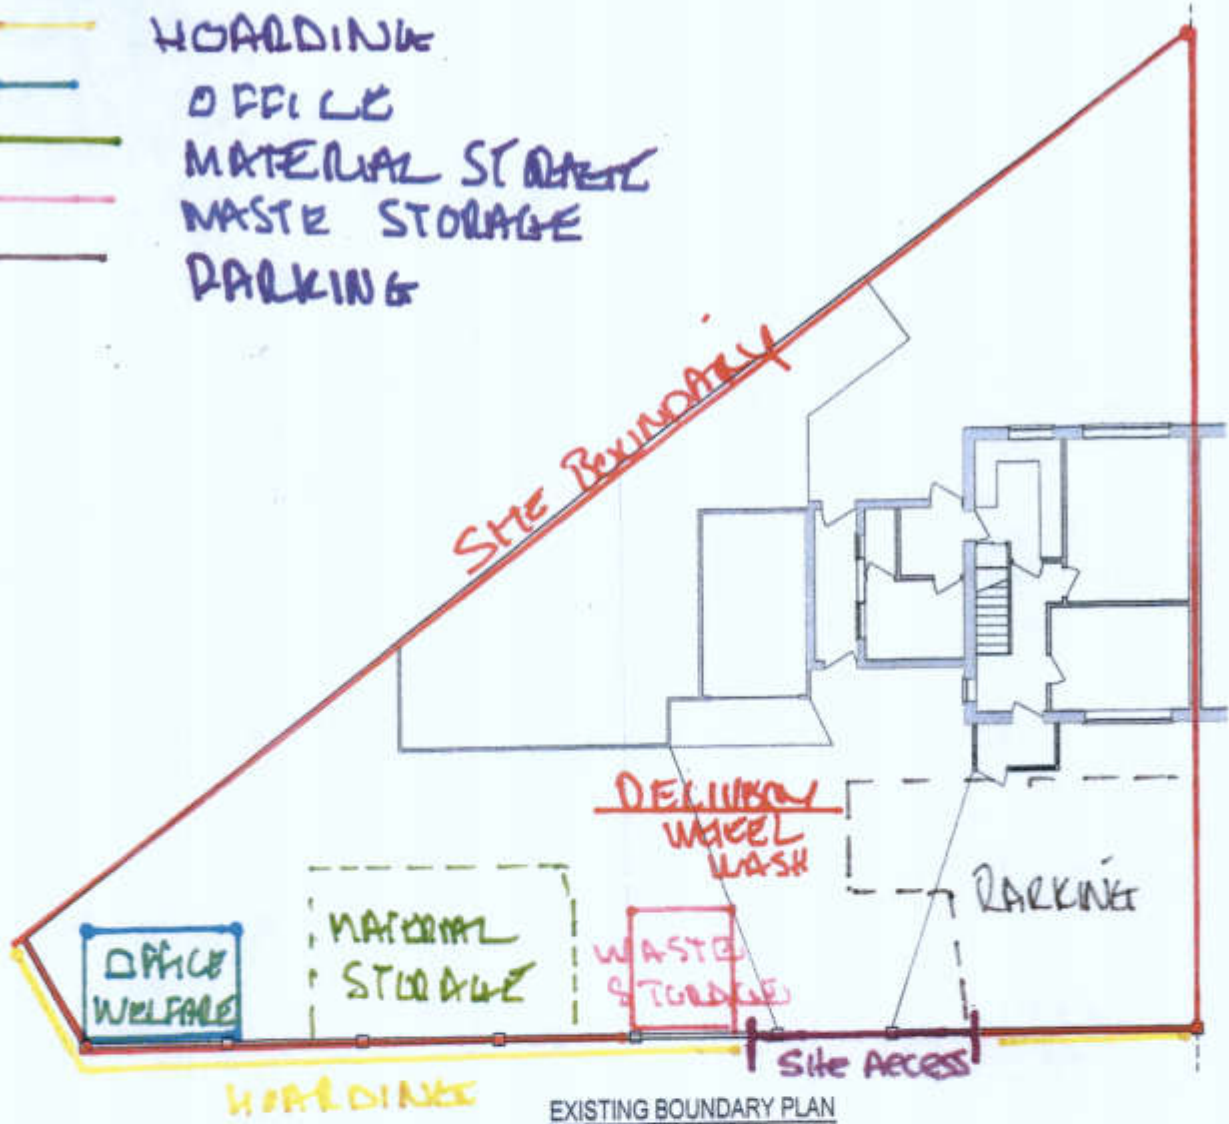 HOARDING
OFFICE
MATERIAL STORAGE
WASTE STORAGE
PARKING
SITE BOUNDARY
DELIVERY
WHEEL
WASH
PARKING
MATERIAL
STORAGE
WASTE
STORAGE
OFFICE
WELFARE
SITE ACCESS
HOARDING
EXISTING BOUNDARY PLAN